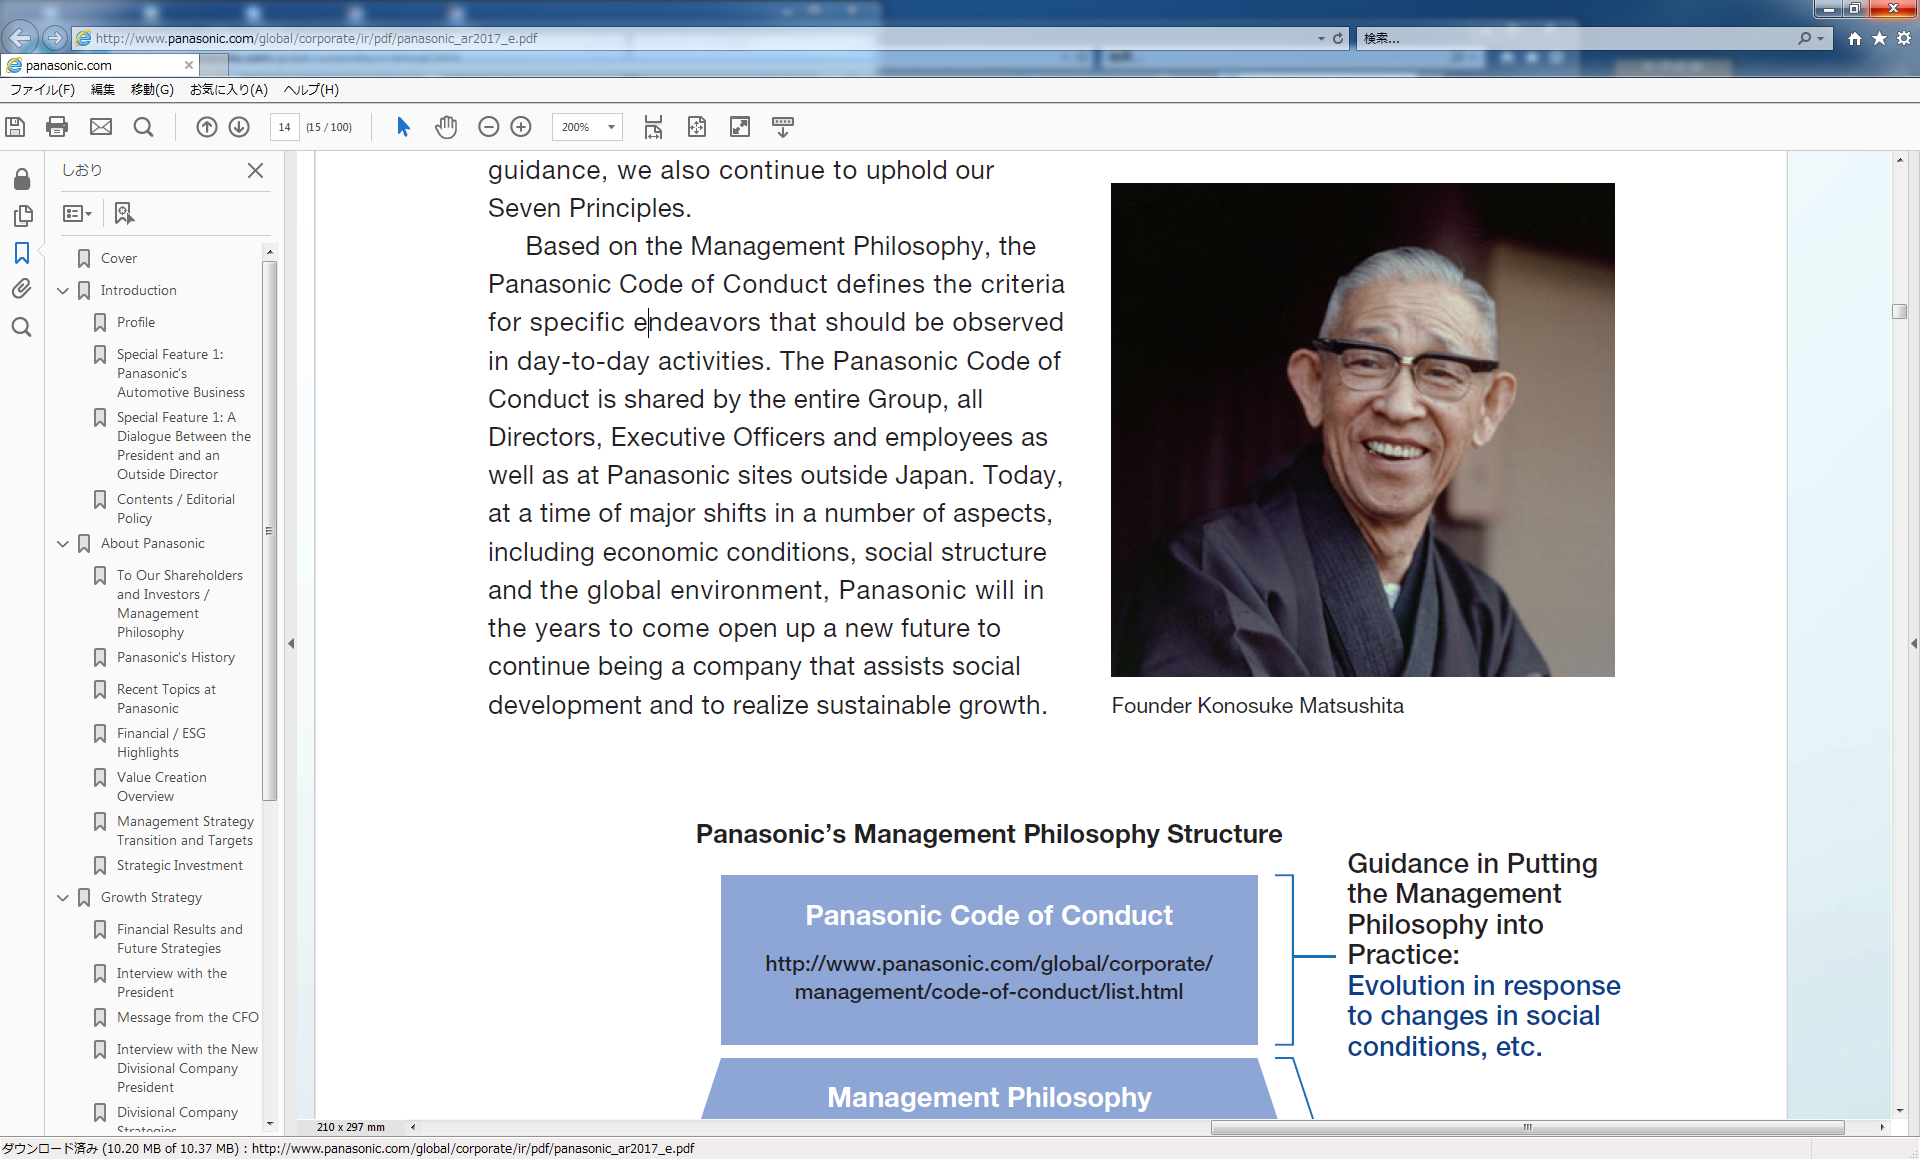 http://www.panasonic.com/global/corporate/ir/pdf/panasonic_ar2017_e.pdf
検索...
panasonic.com
ファイル(F) 編集 移動(G) お気に入り(A) ヘルプ(H)
14 (15 / 100) 200%
しおり
Cover
Introduction
Profile
Special Feature 1:
Panasonic's
Automotive Business
Special Feature 1: A
Dialogue Between the
President and an
Outside Director
Contents / Editorial
Policy
About Panasonic
To Our Shareholders
and Investors /
Management
Philosophy
Panasonic's History
Recent Topics at
Panasonic
Financial / ESG
Highlights
Value Creation
Overview
Management Strategy
Transition and Targets
Strategic Investment
Growth Strategy
Financial Results and
Future Strategies
Interview with the
President
Message from the CFO
Interview with the New
Divisional Company
President
Divisional Company
Strategies
guidance, we also continue to uphold our
Seven Principles.
Based on the Management Philosophy, the
Panasonic Code of Conduct defines the criteria
for specific endeavors that should be observed
in day-to-day activities. The Panasonic Code of
Conduct is shared by the entire Group, all
Directors, Executive Officers and employees as
well as at Panasonic sites outside Japan. Today,
at a time of major shifts in a number of aspects,
including economic conditions, social structure
and the global environment, Panasonic will in
the years to come open up a new future to
continue being a company that assists social
development and to realize sustainable growth.
Founder Konosuke Matsushita
Panasonic’s Management Philosophy Structure
Panasonic Code of Conduct
http://www.panasonic.com/global/corporate/
management/code-of-conduct/list.html
Guidance in Putting
the Management
Philosophy into
Practice:
Evolution in response
to changes in social
conditions, etc.
Management Philosophy
210 x 297 mm
ダウンロード済み (10.20 MB of 10.37 MB) : http://www.panasonic.com/global/corporate/ir/pdf/panasonic_ar2017_e.pdf